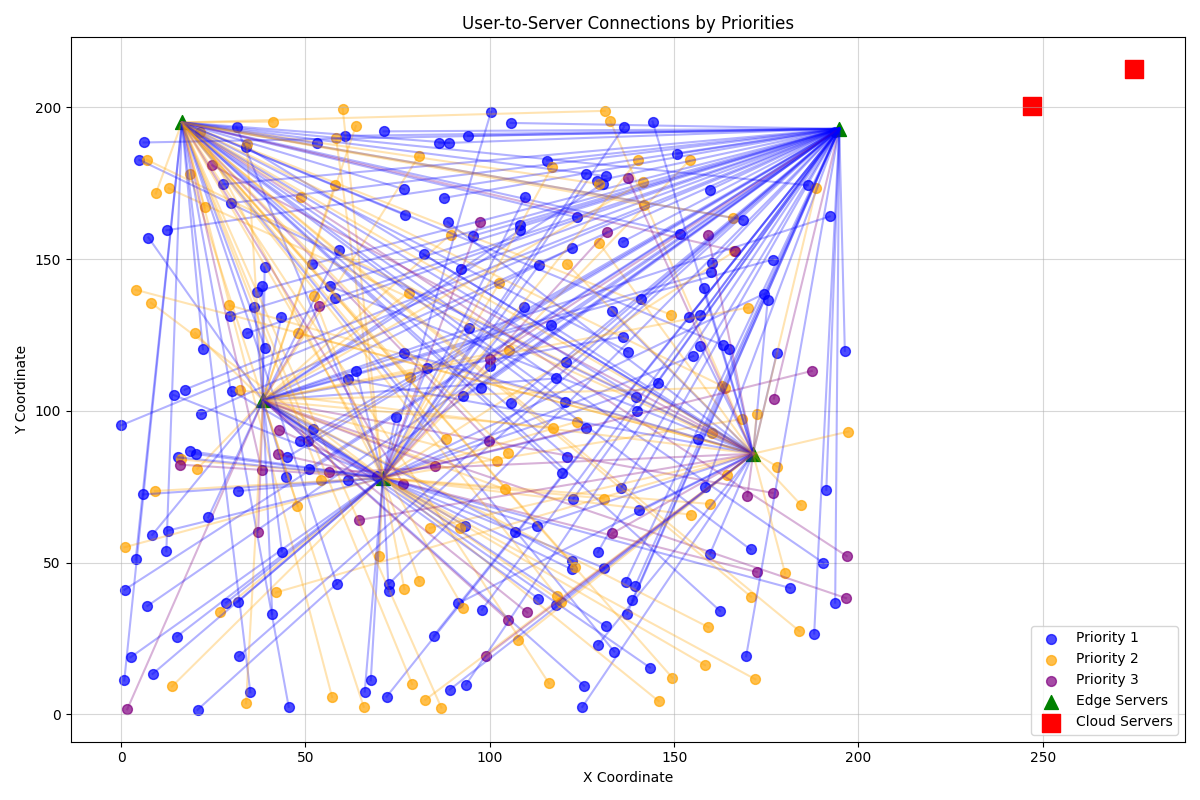 User-to-Server Connections by Priorities
200
150
100
50
0
Y Coordinate
0 50 100 150 200 250
X Coordinate
Priority 1
Priority 2
Priority 3
Edge Servers
Cloud Servers